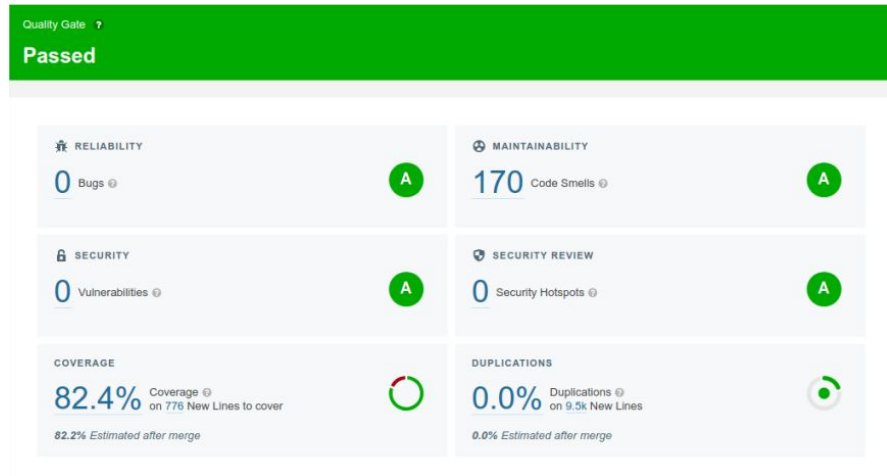 Quality Gate ?
Passed
RELIABILITY
0 Bugs ?
A
MAINTAINABILITY
170 Code Smells ?
A
SECURITY
0 Vulnerabilities ?
A
SECURITY REVIEW
0 Security Hotspots ?
A
COVERAGE
82.4% Coverage ?
on 776 New Lines to cover
82.2% Estimated after merge
DUPLICATIONS
0.0% Duplications ?
on 9.5k New Lines
0.0% Estimated after merge